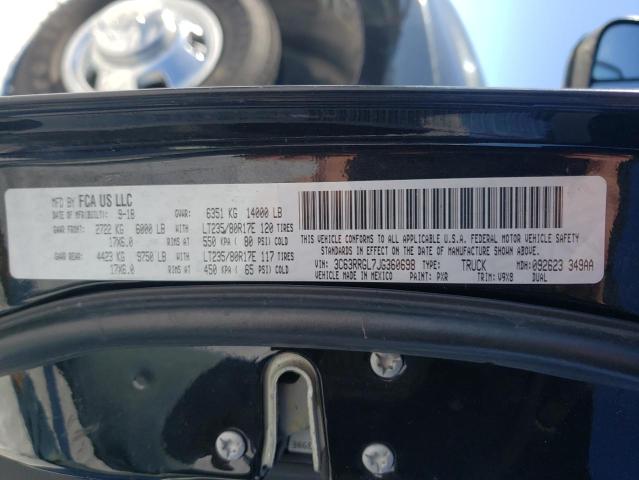 MFD BY FCA US LLC
DATE OF MFR(BUILT): 9-18 GVWR: 6351 KG 14000 LB
GAWR FRONT: 2722 KG 6000 LB WITH LT235/80R17E 120 TIRES
17X6.0 RIMS AT 550 KPA ( 80 PSI) COLD
GAWR REAR: 4423 KG 9750 LB WITH LT235/80R17E 117 TIRES
17X6.0 RIMS AT 450 KPA ( 65 PSI) COLD
THIS VEHICLE CONFORMS TO ALL APPLICABLE U.S.A. FEDERAL MOTOR VEHICLE SAFETY
STANDARDS IN EFFECT ON THE DATE OF MANUFACTURE SHOWN ABOVE
VIN: 3C63RRGL7JG360698 TYPE: TRUCK MDH: 092623 349AA
VEHICLE MADE IN MEXICO PAINT: PXR TRIM: V9X8 DUAL